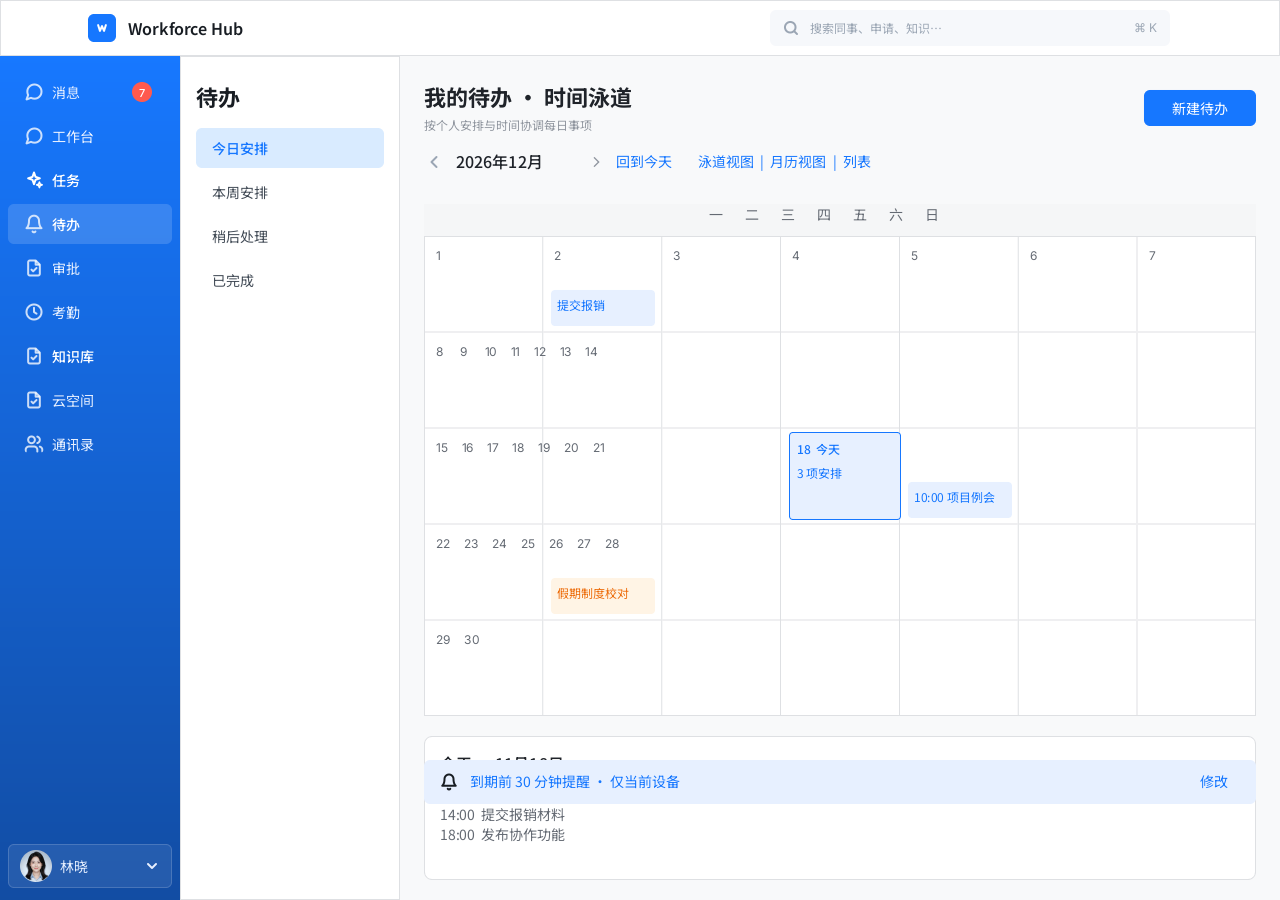 Workforce Hub
搜索同事、申请、知识…
⌘ K
消息
7
工作台
任务
待办
审批
考勤
知识库
云空间
通讯录
林晓
待办
今日安排
本周安排
稍后处理
已完成
我的待办 · 时间泳道
按个人安排与时间协调每日事项
新建待办
2026年12月
回到今天
泳道视图 | 月历视图 | 列表
一 二 三 四 五 六 日
1 2 3 4 5 6 7
提交报销
8 9 10 11 12 13 14
15 16 17 18 19 20 21
18 今天
3 项安排
10:00 项目例会
22 23 24 25 26 27 28
假期制度校对
29 30
到期前 30 分钟提醒 · 仅当前设备
修改
14:00 提交报销材料
18:00 发布协作功能